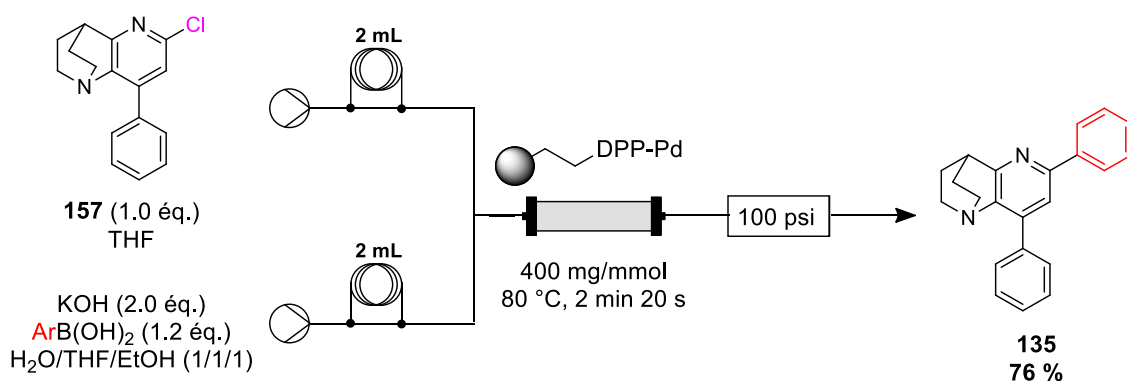 N
Cl
N
157 (1.0 éq.)
THF
KOH (2.0 éq.)
ArB(OH)2 (1.2 éq.)
H2O/THF/EtOH (1/1/1)
2 mL
2 mL
DPP-Pd
400 mg/mmol
80 °C, 2 min 20 s
100 psi
N
N
135
76 %